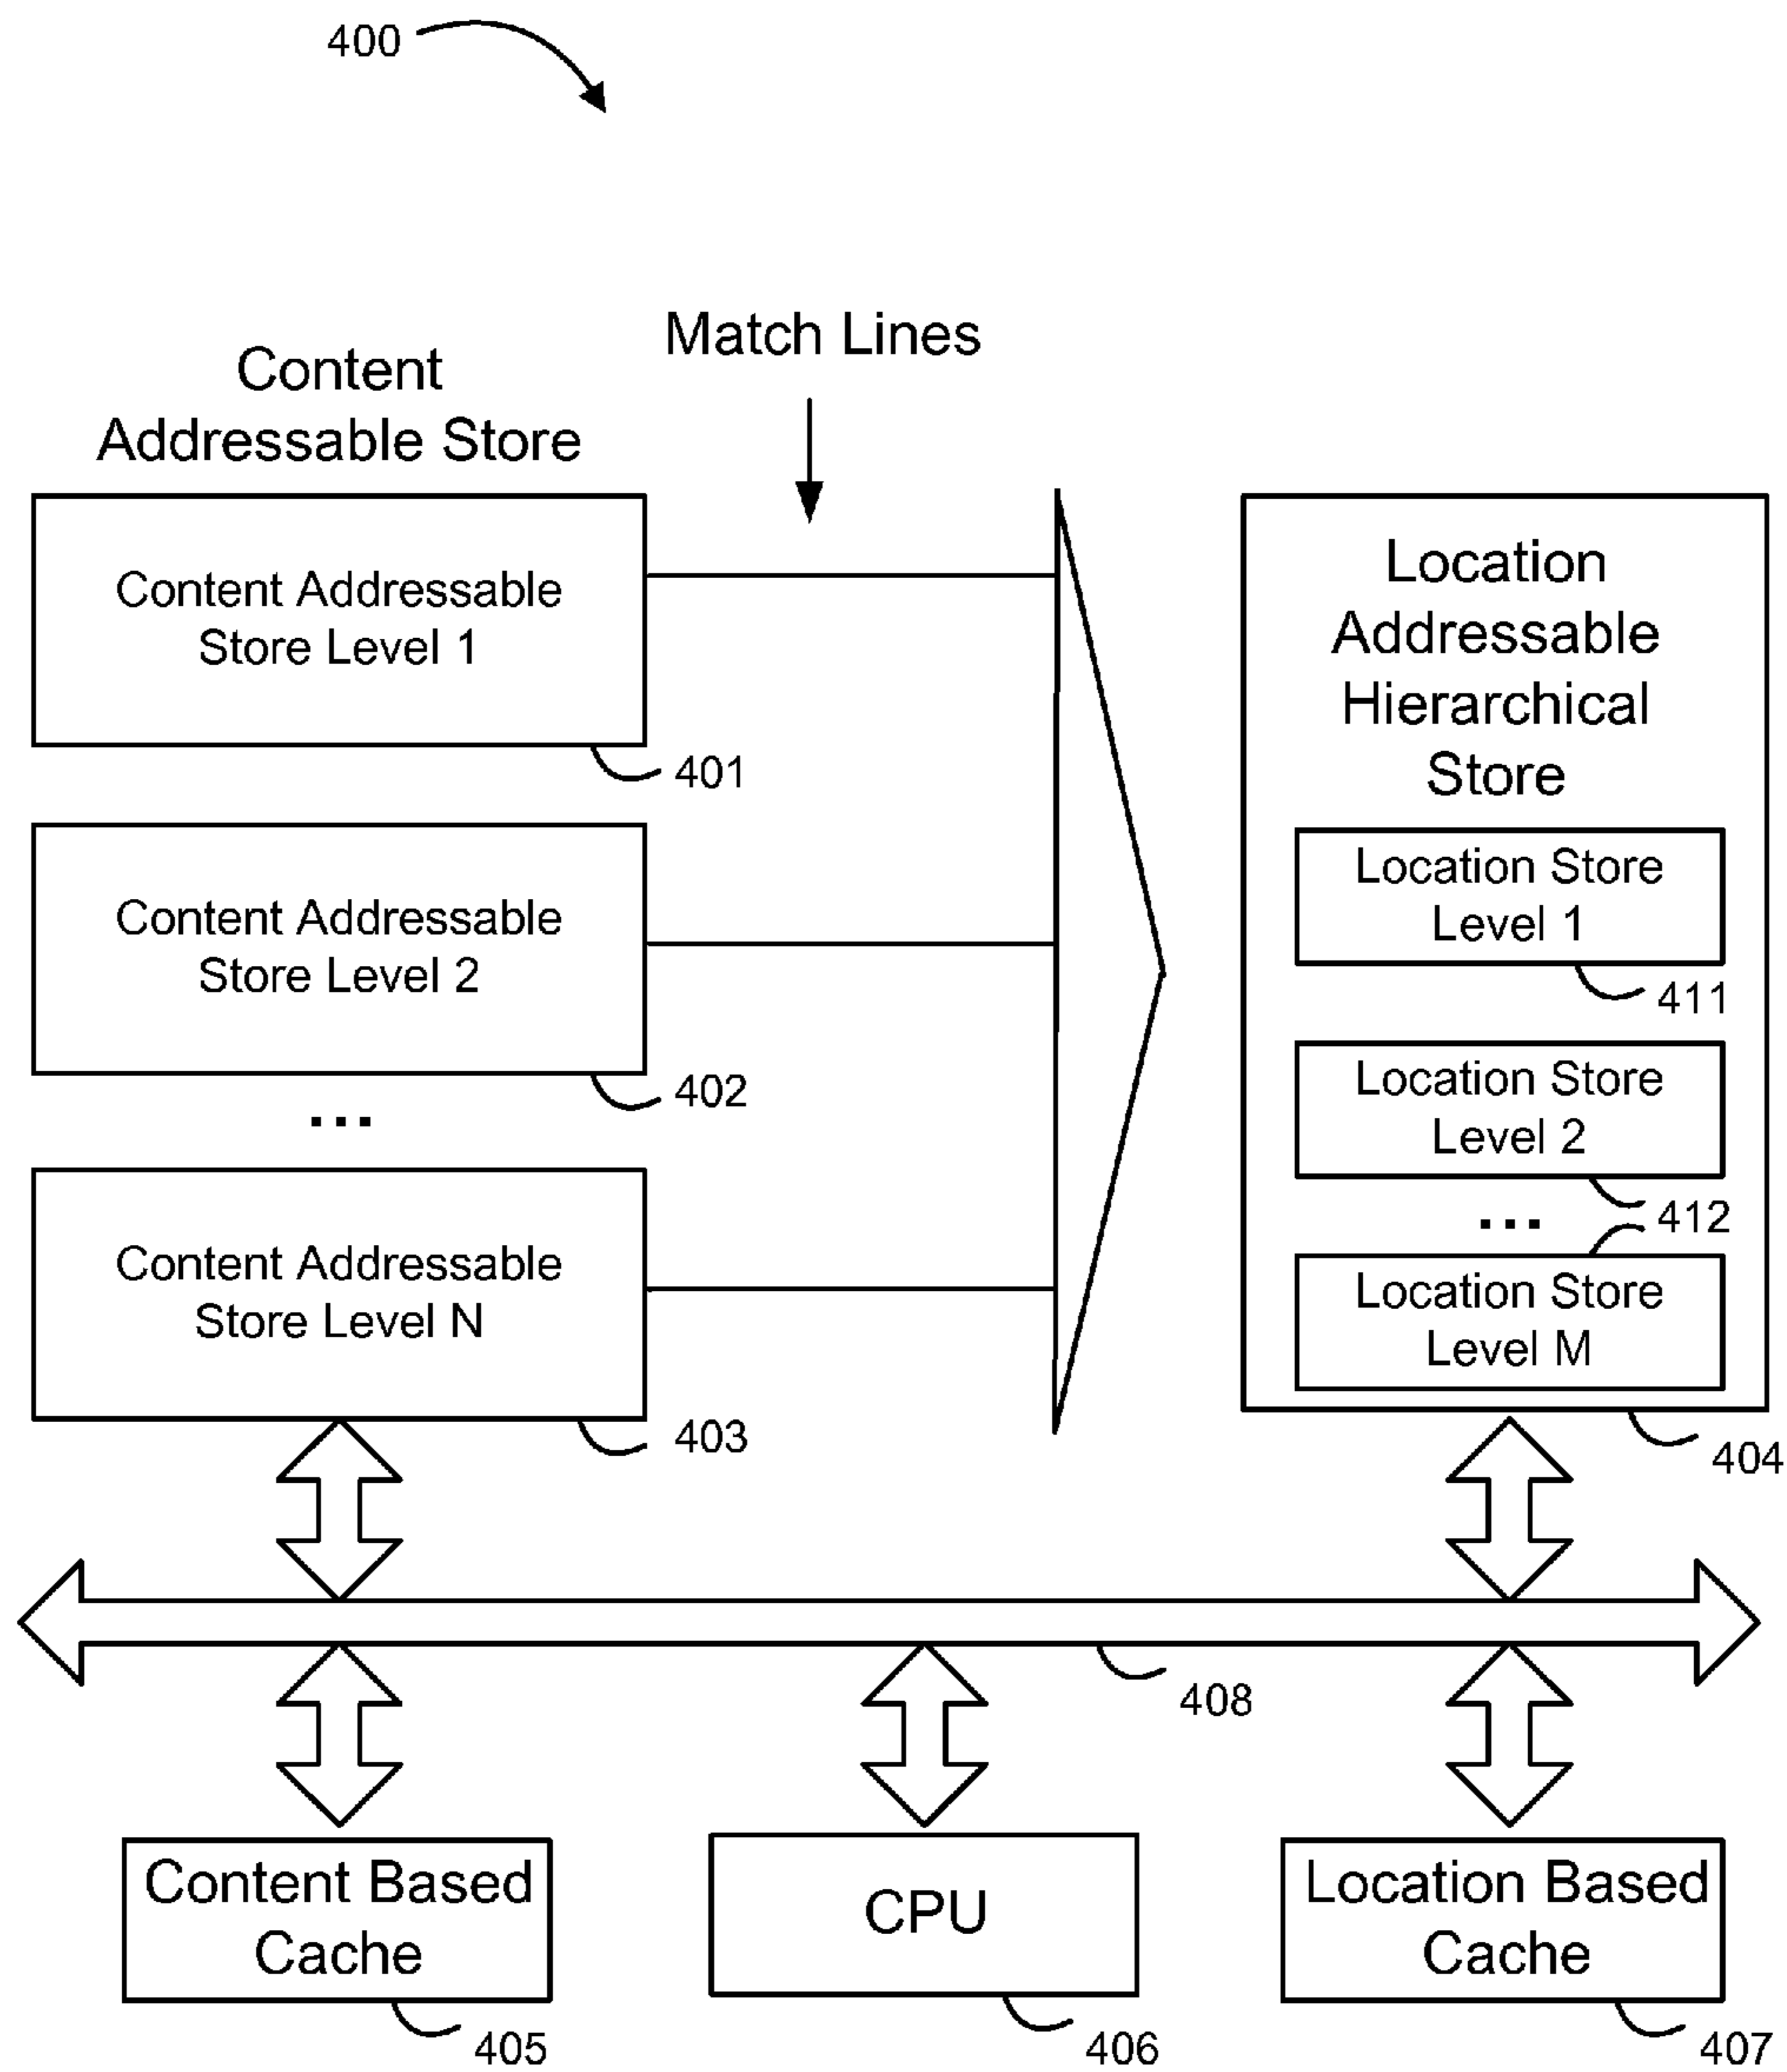 400
Match Lines
Content
Addressable Store
Content Addressable
Store Level 1
401
Content Addressable
Store Level 2
402
...
Content Addressable
Store Level N
403
Location
Addressable
Hierarchical
Store
Location Store
Level 1
411
Location Store
Level 2
...
412
Location Store
Level M
404
408
Content Based
Cache
405
CPU
406
Location Based
Cache
407